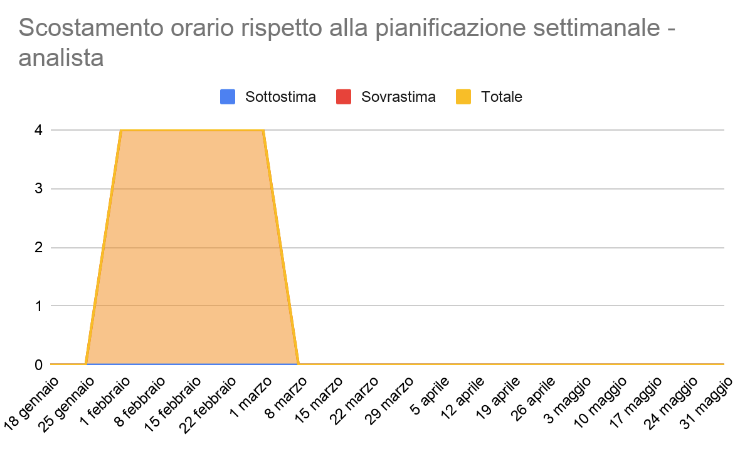 Scostamento orario rispetto alla pianificazione settimanale -
analista
Sottostima
Sovrastima
Totale
4
3
2
1
0
18 gennaio
25 gennaio
1 febbraio
8 febbraio
15 febbraio
22 febbraio
1 marzo
8 marzo
15 marzo
22 marzo
29 marzo
5 aprile
12 aprile
19 aprile
26 aprile
3 maggio
10 maggio
17 maggio
24 maggio
31 maggio